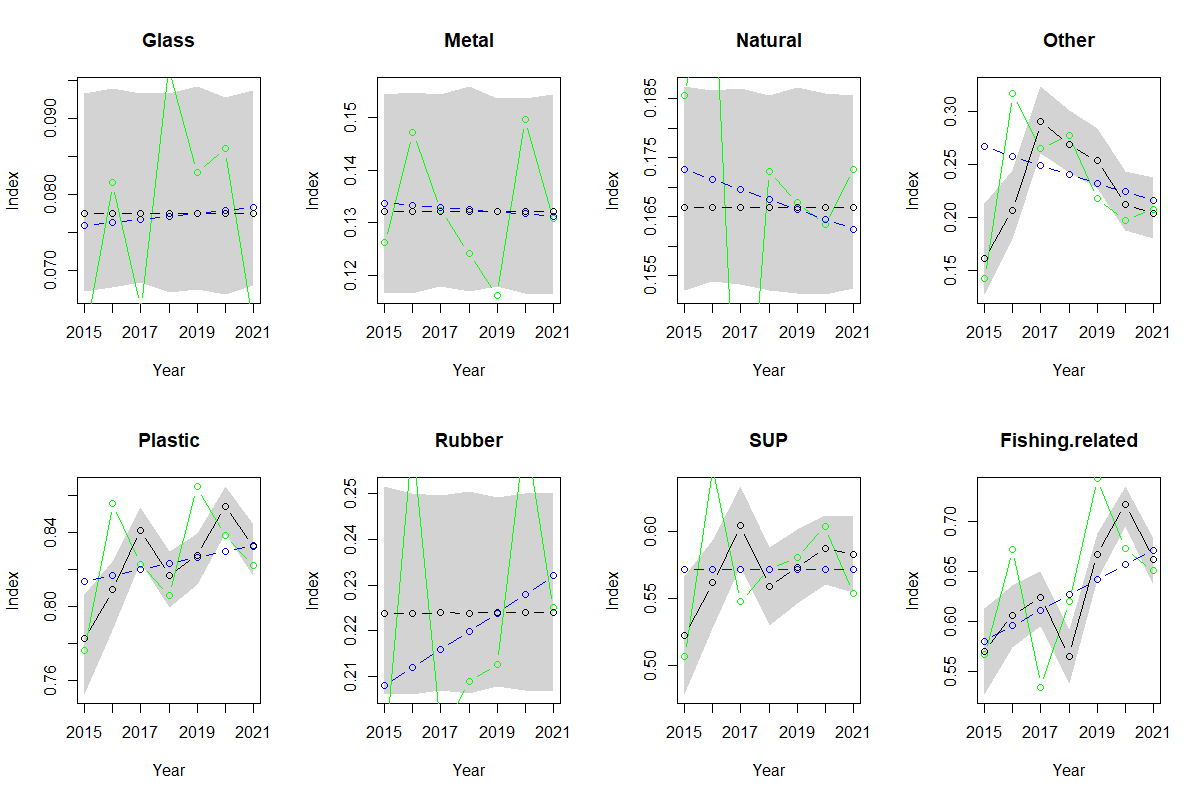 Glass
Index
0.070 0.080 0.090
2015 2017 2019 2021
Year
Metal
Index
0.12 0.13 0.14 0.15
2015 2017 2019 2021
Year
Natural
Index
0.155 0.165 0.175 0.185
2015 2017 2019 2021
Year
Other
Index
0.15 0.20 0.25 0.30
2015 2017 2019 2021
Year
Plastic
Index
0.76 0.80 0.84
2015 2017 2019 2021
Year
Rubber
Index
0.21 0.22 0.23 0.24 0.25
2015 2017 2019 2021
Year
SUP
Index
0.50 0.55 0.60
2015 2017 2019 2021
Year
Fishing.related
Index
0.55 0.60 0.65 0.70
2015 2017 2019 2021
Year